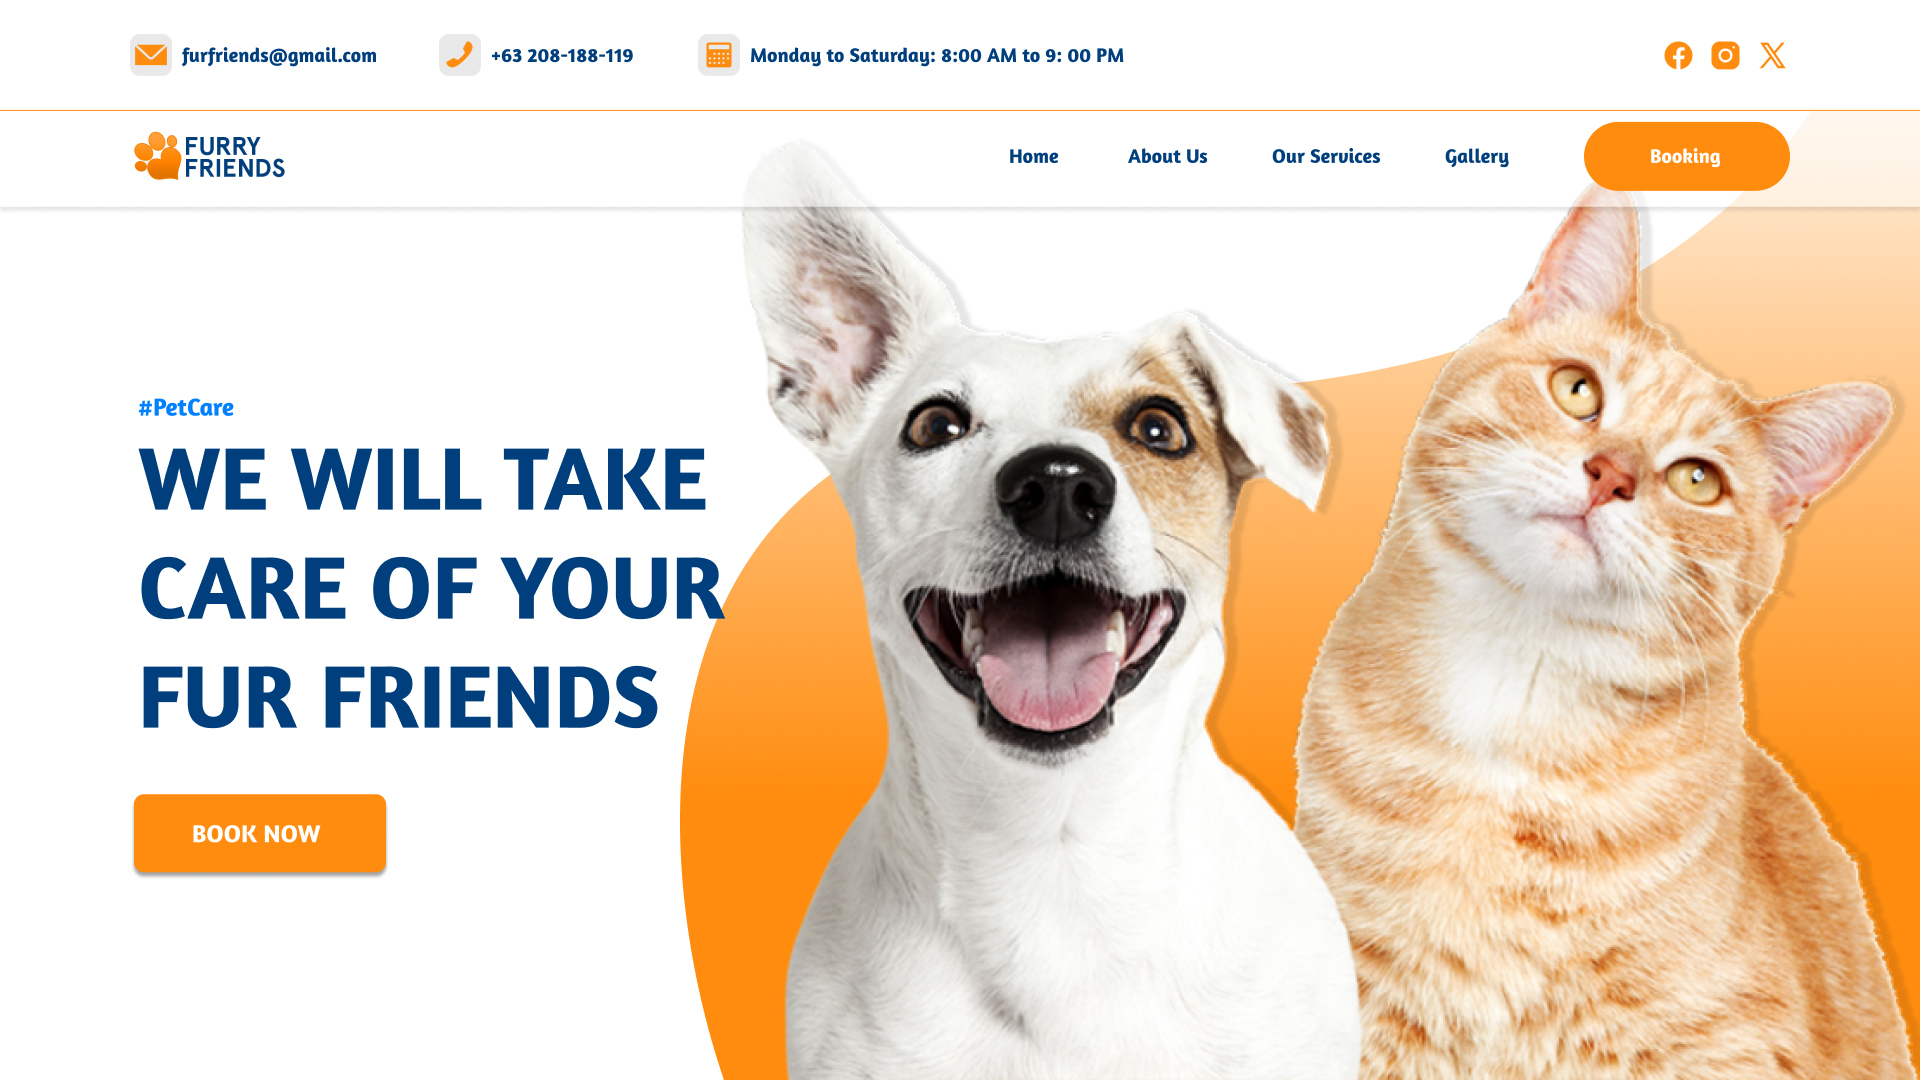 furfriends@gmail.com
+63 208-188-119
Monday to Saturday: 8:00 AM to 9: 00 PM
FURRY
FRIENDS
Home
About Us
Our Services
Gallery
Booking
#PetCare
WE WILL TAKE
CARE OF YOUR
FUR FRIENDS
BOOK NOW